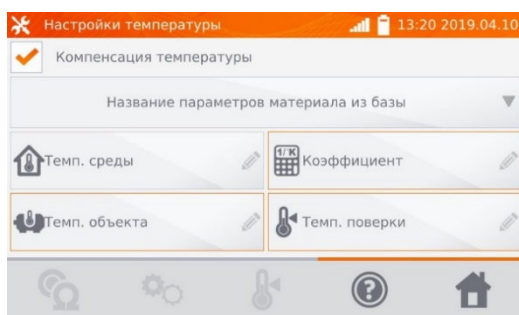 Настройки температуры 13:20 2019.04.10
Компенсация температуры
Название параметров материала из базы
Темп. среды
1/K Коэффициент
Темп. объекта
Темп. поверки
Ω ?